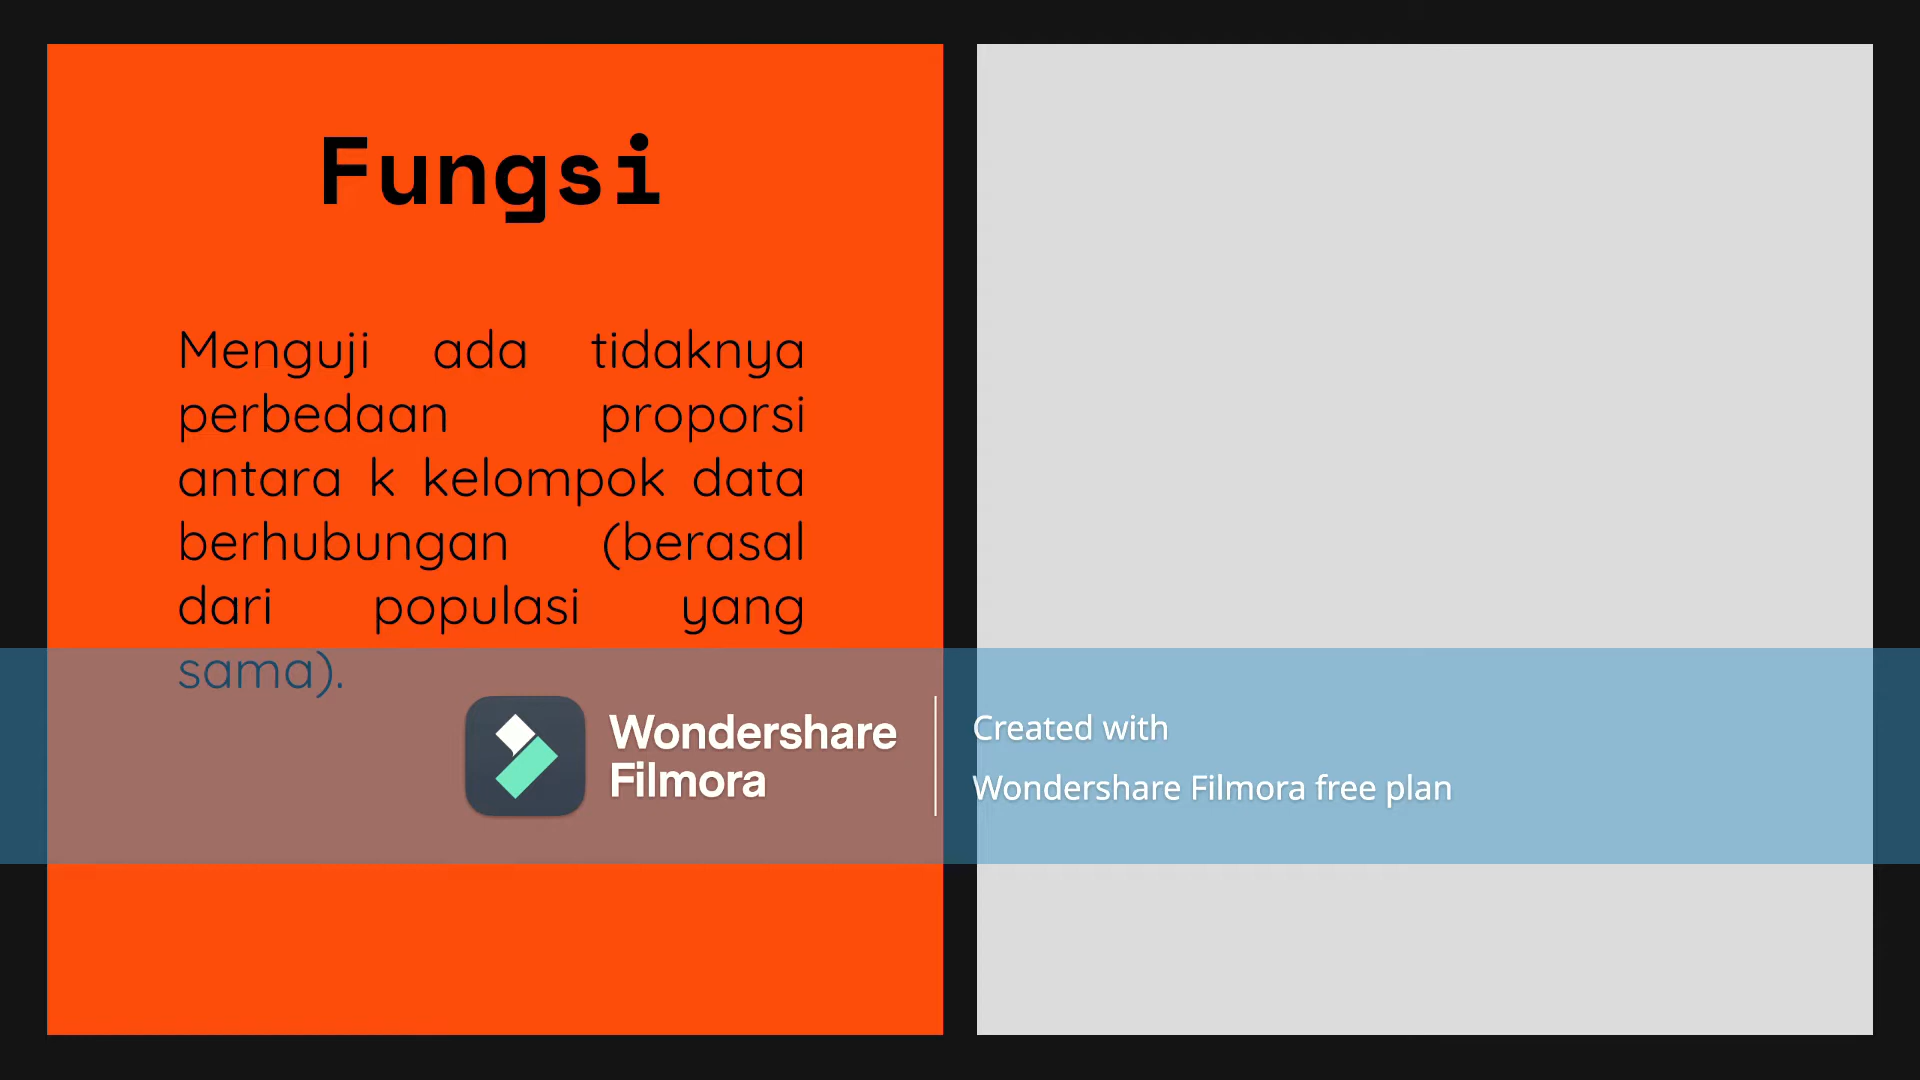 Fungsi
Menguji ada tidaknya
perbedaan proporsi
antara k kelompok data
berhubungan (berasal
dari populasi yang
sama).
Wondershare
Filmora
Created with
Wondershare Filmora free plan